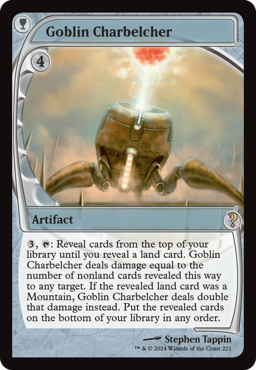 Goblin Charbelcher
4
Artifact
3, T: Reveal cards from the top of your
library until you reveal a land card. Goblin
Charbelcher deals damage equal to the
number of nonland cards revealed this
way to any target. If the revealed land card was a
Mountain, Goblin Charbelcher deals double
that damage instead. Put the revealed cards
on the bottom of your library in any order.
Stephen Tappin
™ & © 2024 Wizards of the Coast 221